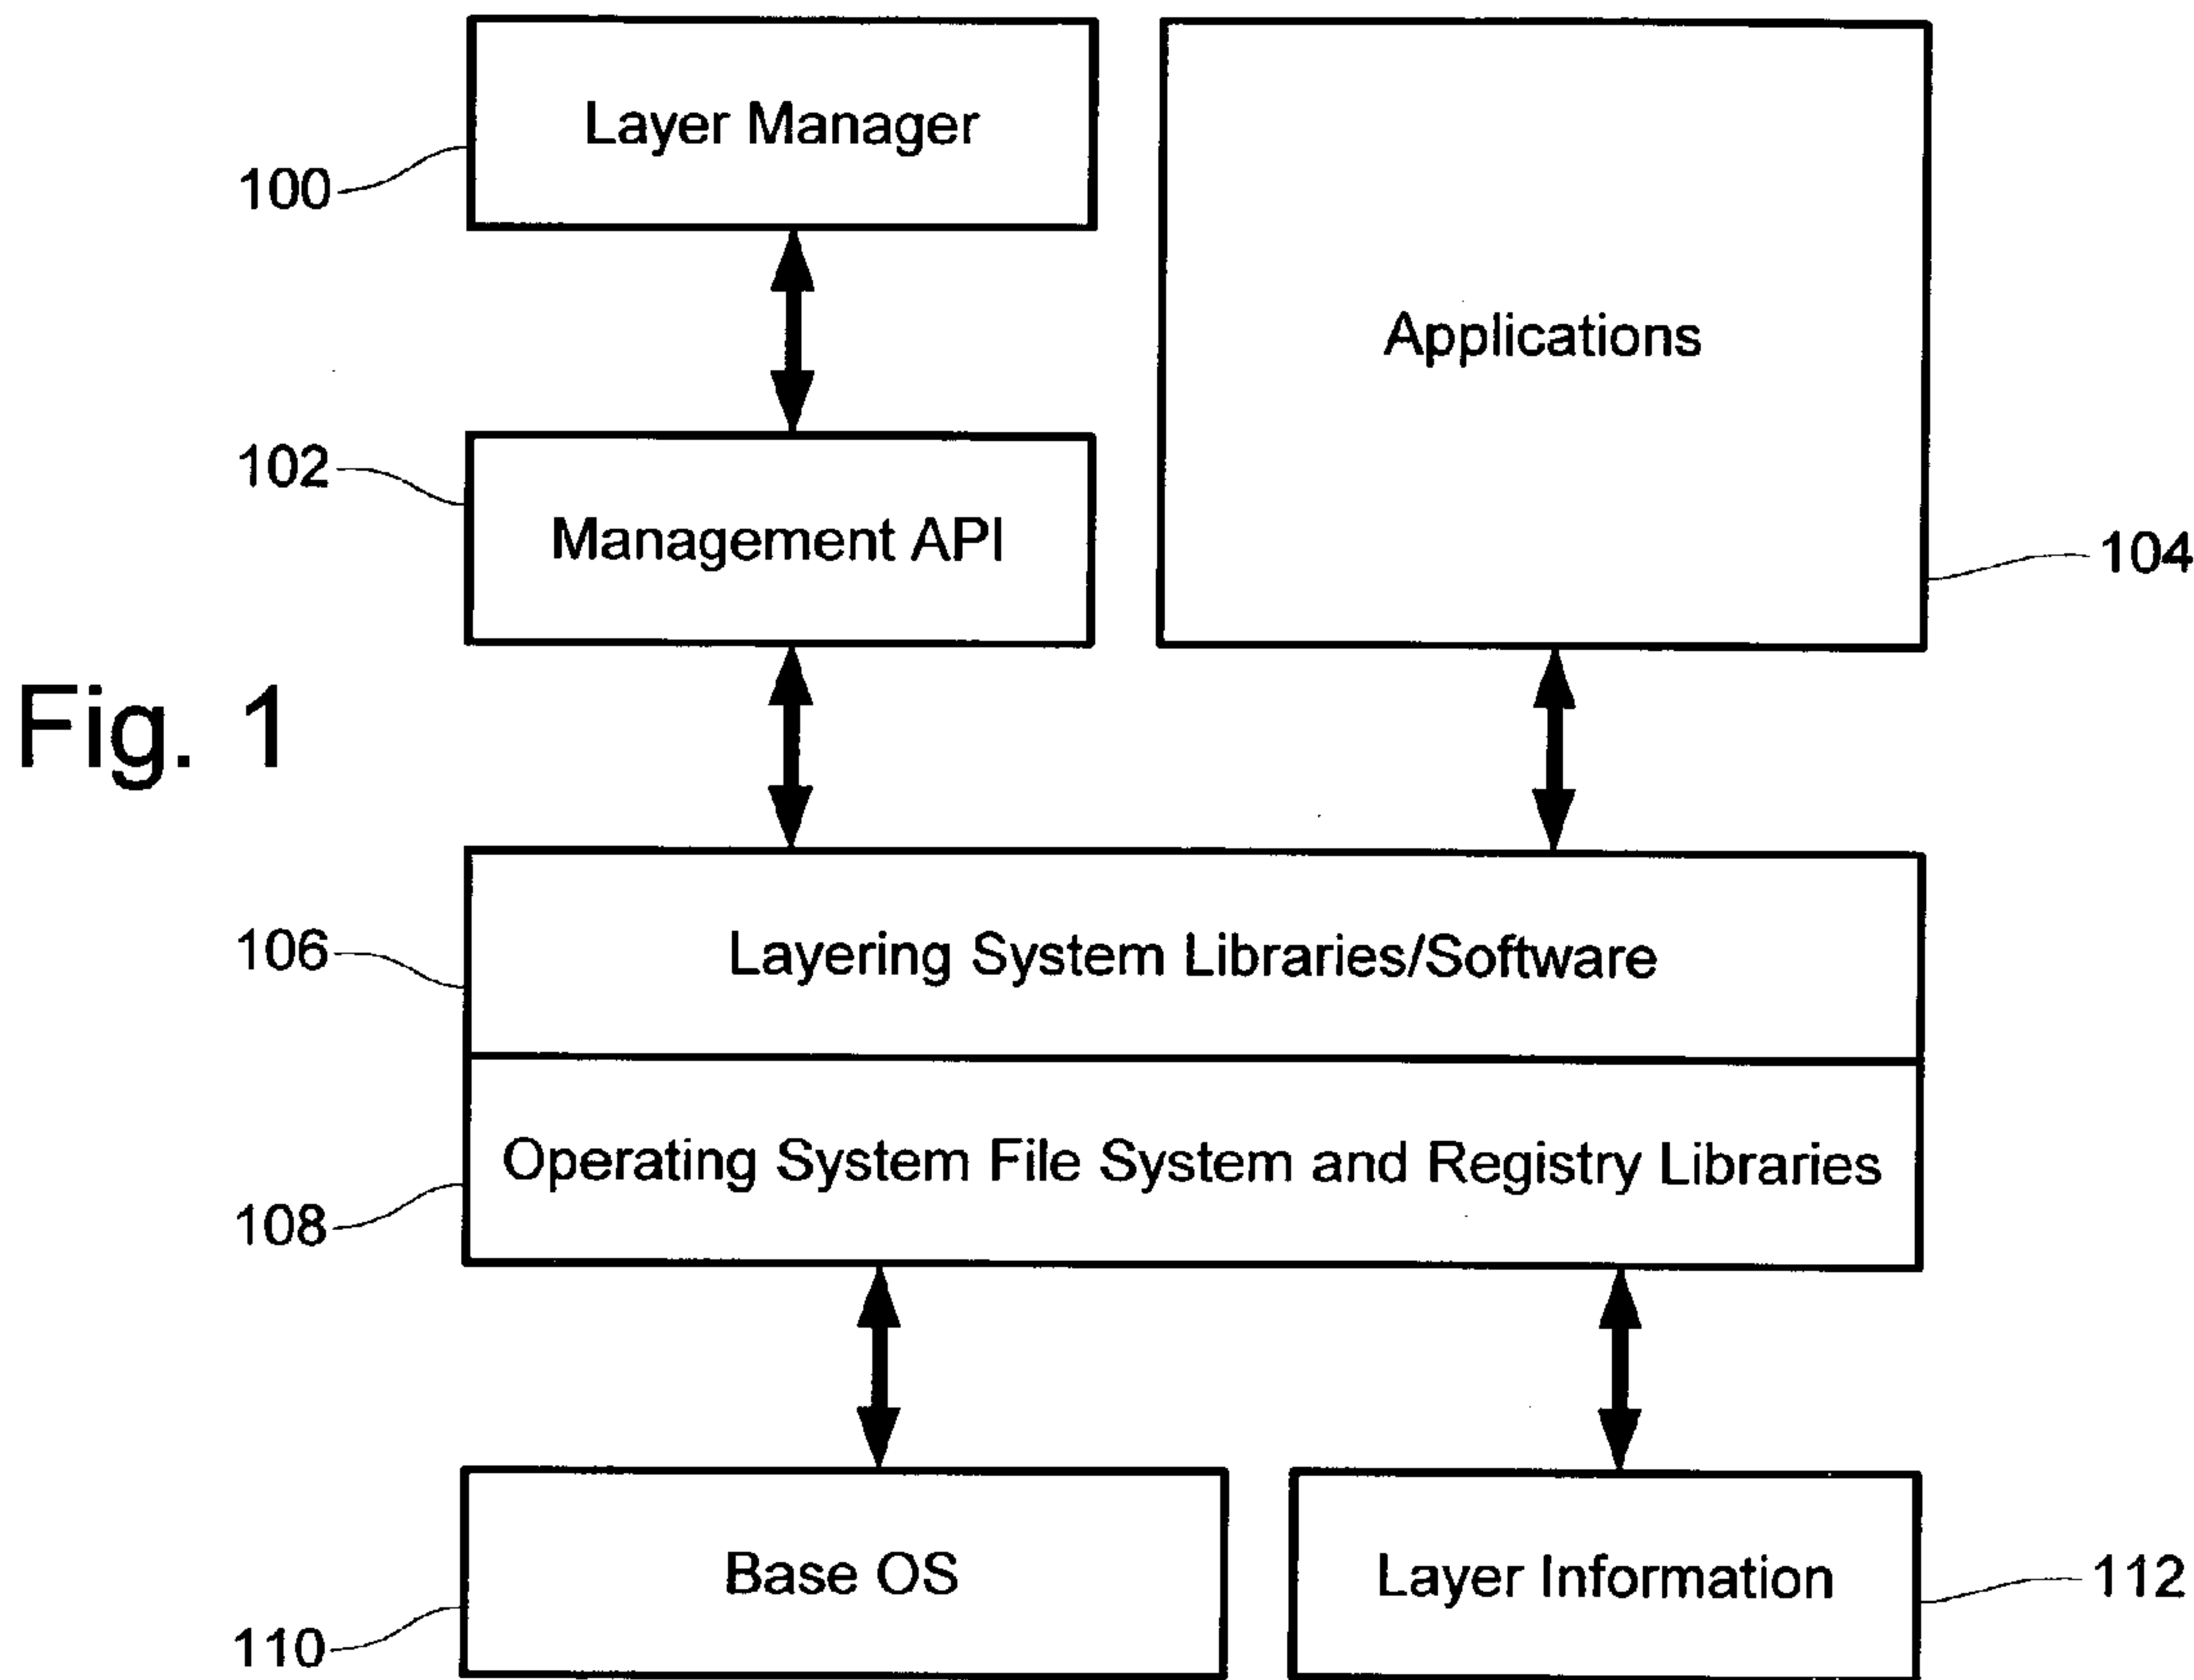 Layer Manager
100
Applications
102
Management API
104
Fig. 1
106
Layering System Libraries/Software
Operating System File System and Registry Libraries
108
Base OS
110
Layer Information
112